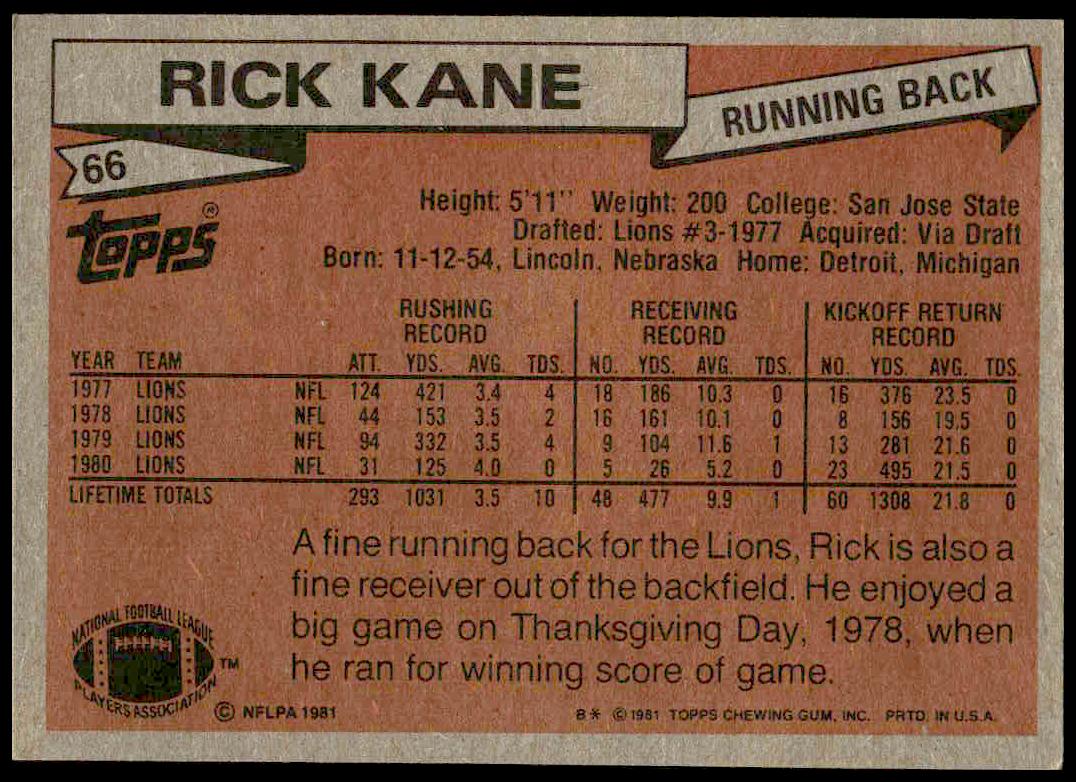 RICK KANE
RUNNING BACK
66
topps®
Height: 5'11" Weight: 200 College: San Jose State
Drafted: Lions #3-1977 Acquired: Via Draft
Born: 11-12-54, Lincoln, Nebraska Home: Detroit, Michigan
RUSHING RECORD RECEIVING RECORD KICKOFF RETURN RECORD
YEAR TEAM ATT. YDS. AVG. TDS. NO. YDS. AVG. TDS. NO. YDS. AVG. TDS.
1977 LIONS NFL 124 421 3.4 4 18 186 10.3 0 16 376 23.5 0
1978 LIONS NFL 44 153 3.5 2 16 161 10.1 0 8 156 19.5 0
1979 LIONS NFL 94 332 3.5 4 9 104 11.6 1 13 281 21.6 0
1980 LIONS NFL 31 125 4.0 0 5 26 5.2 0 23 495 21.5 0
LIFETIME TOTALS 293 1031 3.5 10 48 477 9.9 1 60 1308 21.8 0
A fine running back for the Lions, Rick is also a
fine receiver out of the backfield. He enjoyed a
big game on Thanksgiving Day, 1978, when
he ran for winning score of game.
NATIONAL FOOTBALL LEAGUE
PLAYERS ASSOCIATION ™
© NFLPA 1981
B* © 1981 TOPPS CHEWING GUM, INC. PRTD. IN U.S.A.